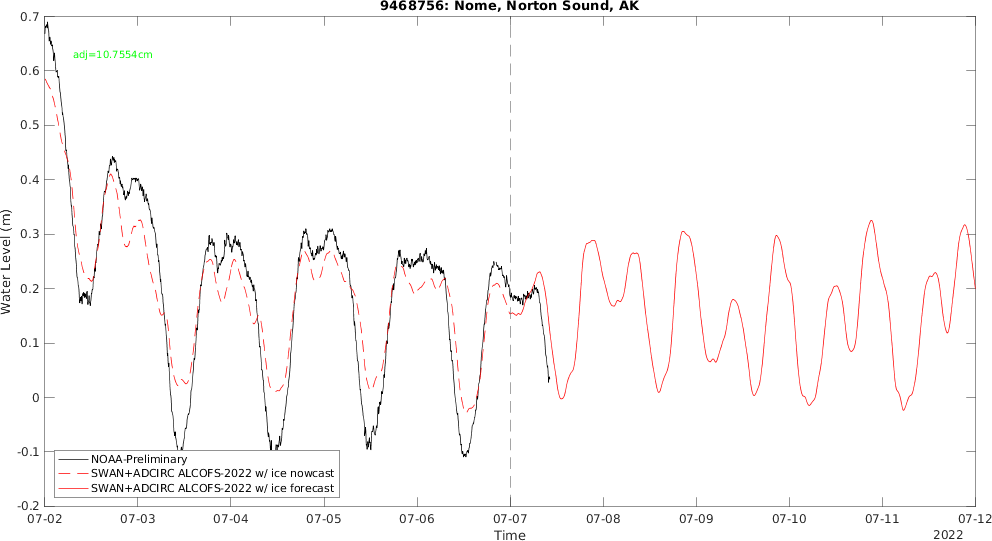 9468756: Nome, Norton Sound, AK
adj=10.7554cm
Water Level (m)
0.7
0.6
0.5
0.4
0.3
0.2
0.1
0
-0.1
-0.2
NOAA-Preliminary
SWAN+ADCIRC ALCOFS-2022 w/ ice nowcast
SWAN+ADCIRC ALCOFS-2022 w/ ice forecast
07-02 07-03 07-04 07-05 07-06 07-07 07-08 07-09 07-10 07-11 07-12
Time
2022